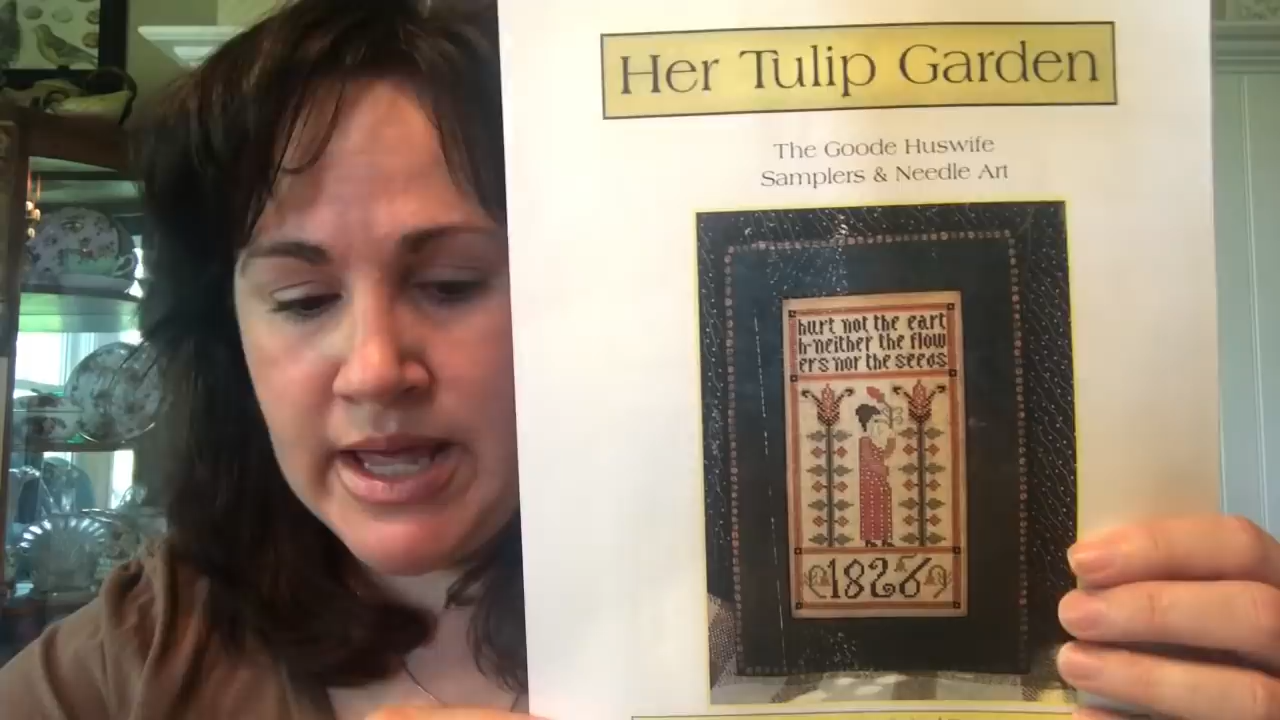 Her Tulip Garden
The Goode Huswife
Samplers & Needle Art
hurt not the eart
h-neither the flow
ers nor the seeds
1826